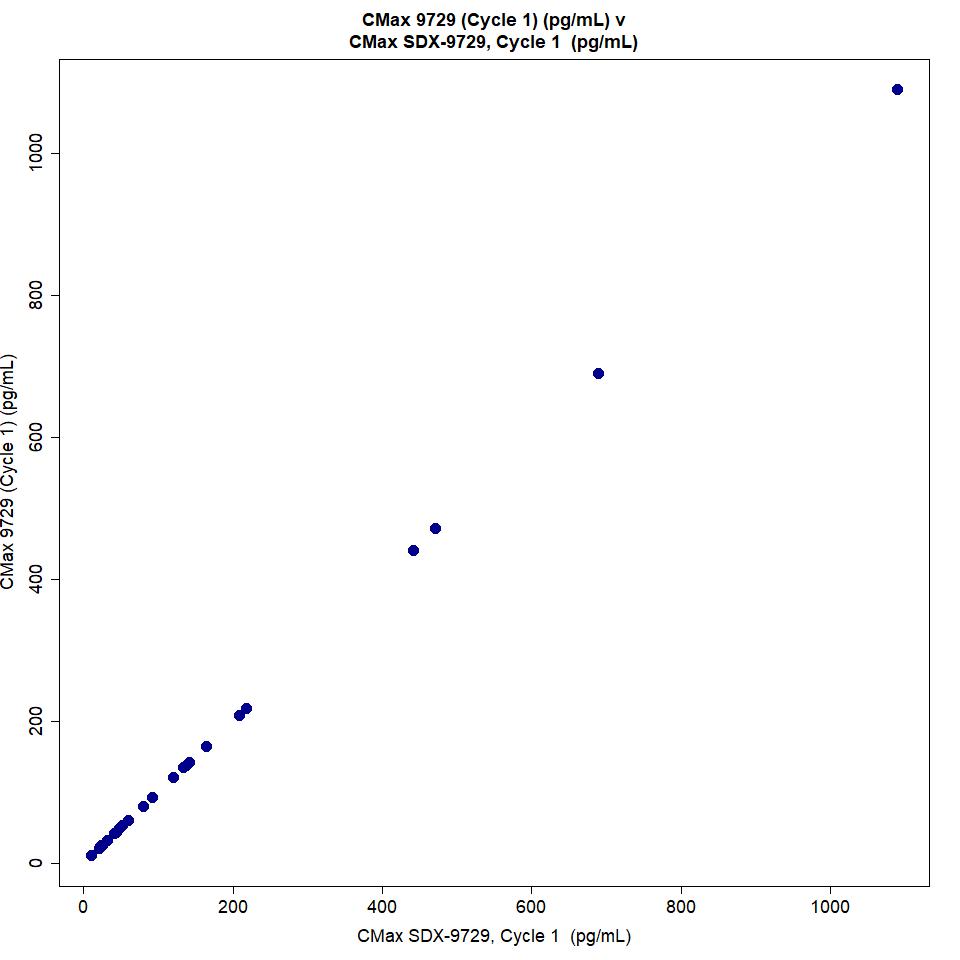 CMax 9729 (Cycle 1) (pg/mL) v
CMax SDX-9729, Cycle 1  (pg/mL)
CMax 9729 (Cycle 1) (pg/mL)
1000
800
600
400
200
0
0 200 400 600 800 1000
CMax SDX-9729, Cycle 1  (pg/mL)